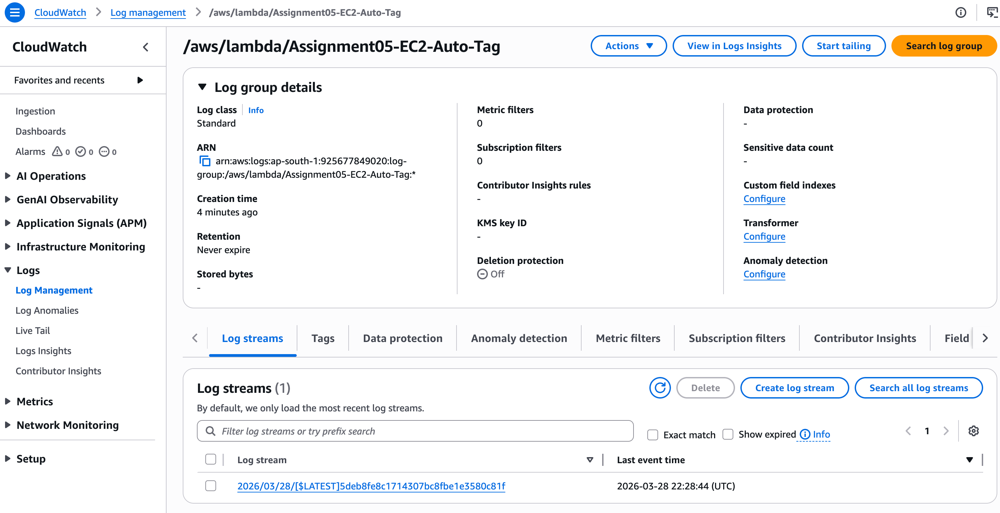 CloudWatch > Log management > /aws/lambda/Assignment05-EC2-Auto-Tag
CloudWatch
Favorites and recents
Ingestion
Dashboards
Alarms 0 0 0
AI Operations
GenAI Observability
Application Signals (APM)
Infrastructure Monitoring
Logs
Log Management
Log Anomalies
Live Tail
Logs Insights
Contributor Insights
Metrics
Network Monitoring
Setup
/aws/lambda/Assignment05-EC2-Auto-Tag
Actions
View in Logs Insights
Start tailing
Search log group
Log group details
Log class Info
Standard
ARN
arn:aws:logs:ap-south-1:925677849020:log-
group:/aws/lambda/Assignment05-EC2-Auto-Tag:*
Creation time
4 minutes ago
Retention
Never expire
Stored bytes
-
Metric filters
0
Subscription filters
0
Contributor Insights rules
-
KMS key ID
-
Deletion protection
Off
Data protection
-
Sensitive data count
-
Custom field indexes
Configure
Transformer
Configure
Anomaly detection
Configure
Log streams
Tags
Data protection
Anomaly detection
Metric filters
Subscription filters
Contributor Insights
Field
Log streams (1)
Delete
Create log stream
Search all log streams
By default, we only load the most recent log streams.
Filter log streams or try prefix search
Exact match
Show expired Info
1
Log stream
Last event time
2026/03/28/[$LATEST]5deb8fe8c1714307bc8fbe1e3580c81f
2026-03-28 22:28:44 (UTC)